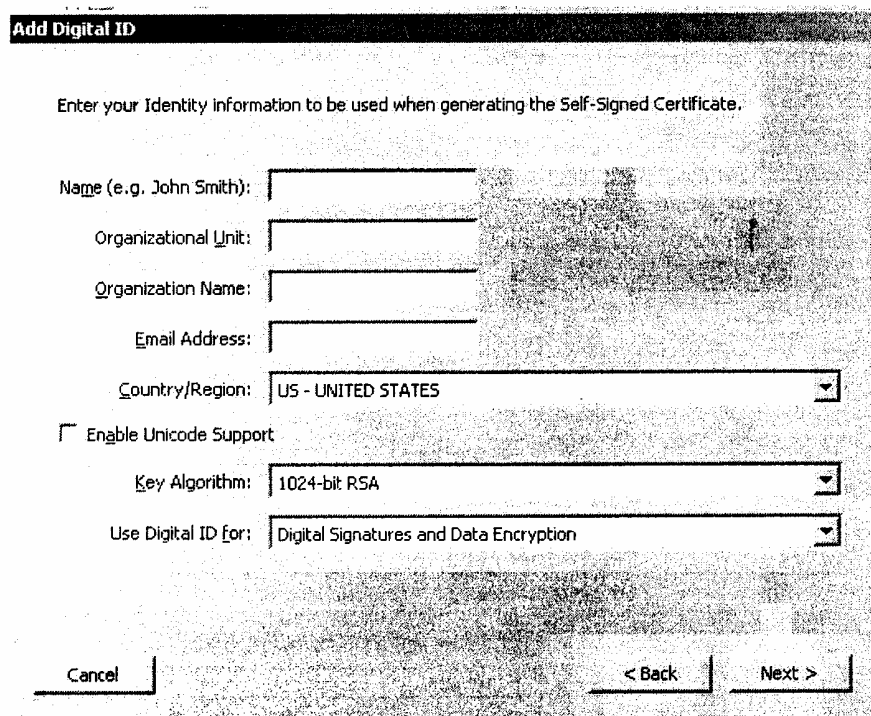 Add Digital ID
Enter your Identity information to be used when generating the Self-Signed Certificate.
Name (e.g. John Smith):
Organizational Unit:
Organization Name:
Email Address:
Country/Region: US - UNITED STATES
Enable Unicode Support
Key Algorithm: 1024-bit RSA
Use Digital ID for: Digital Signatures and Data Encryption
Cancel < Back Next >